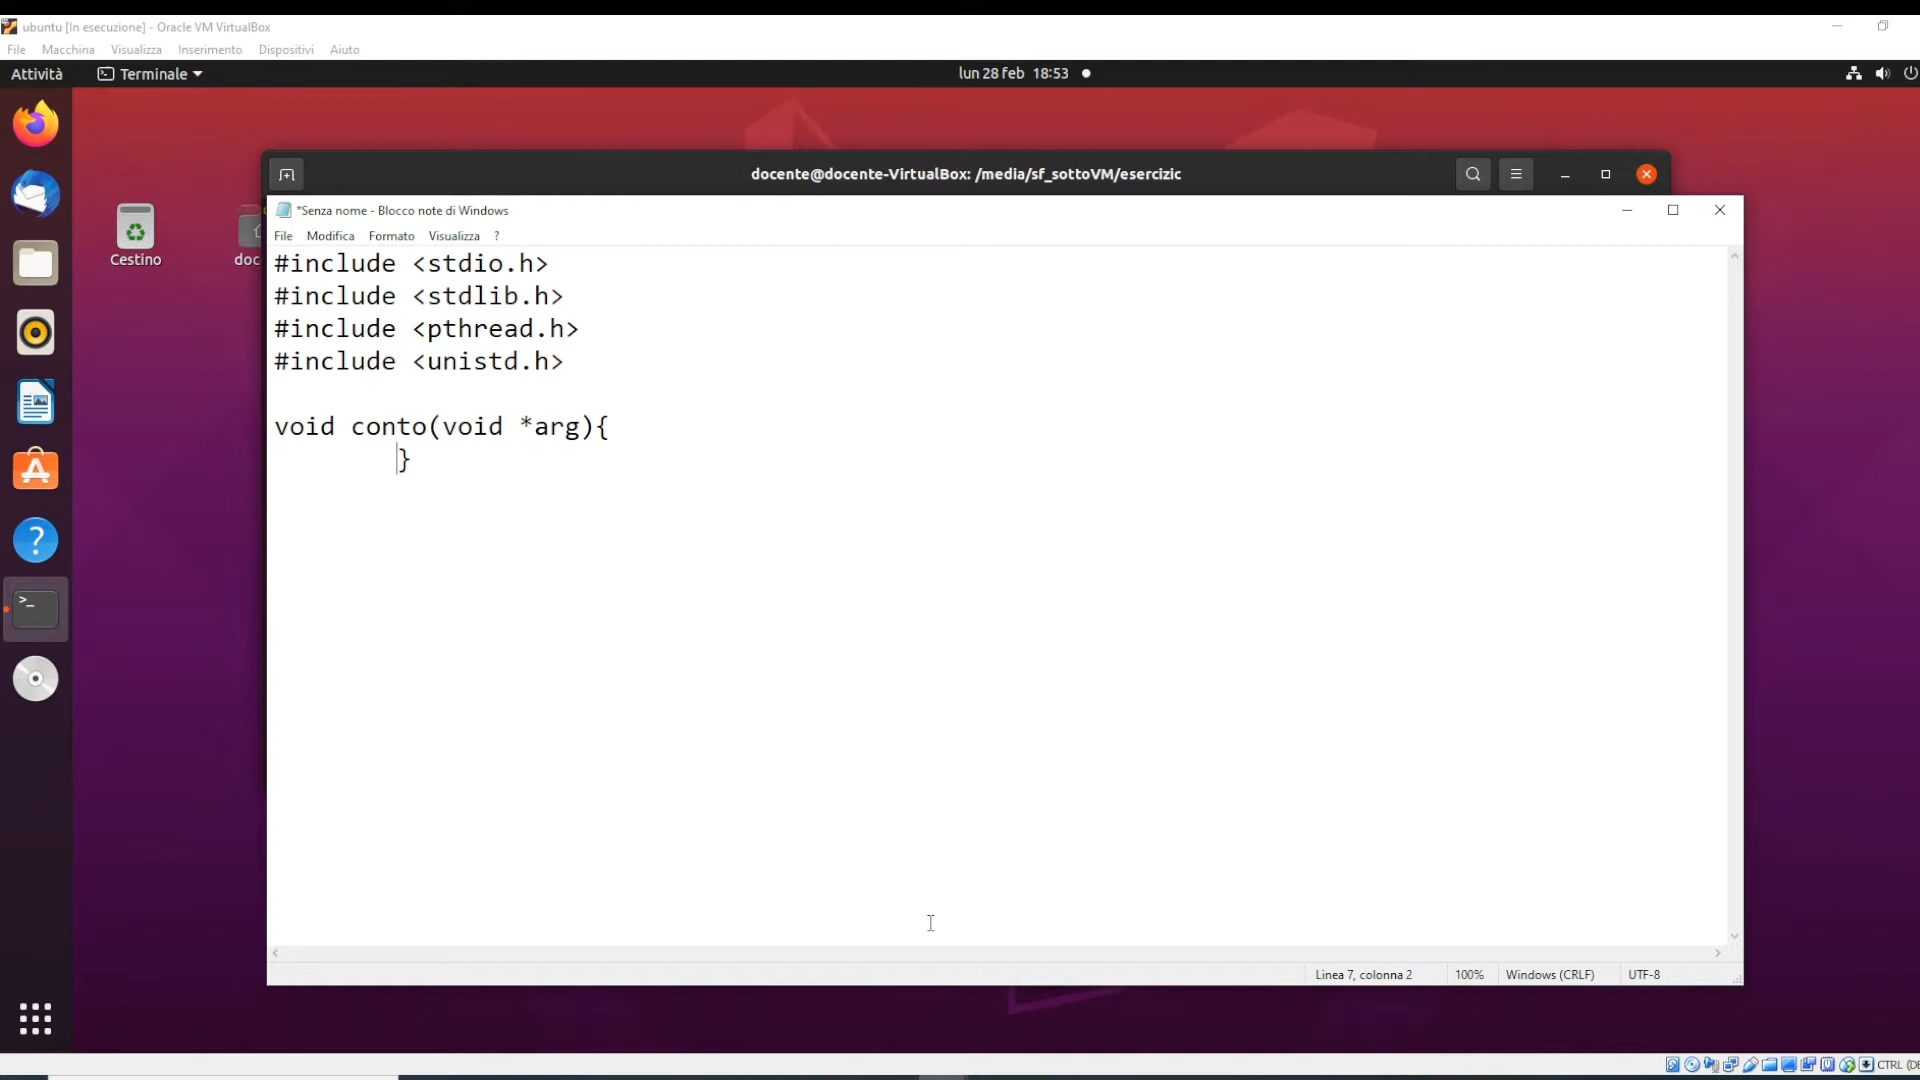 ubuntu [In esecuzione] - Oracle VM VirtualBox
File Macchina Visualizza Inserimento Dispositivi Aiuto
Attività Terminale lun 28 feb 18:53
docente@docente-VirtualBox: /media/sf_sottoVM/esercizic
Cestino
doc
*Senza nome - Blocco note di Windows
File Modifica Formato Visualizza ?
#include <stdio.h>
#include <stdlib.h>
#include <pthread.h>
#include <unistd.h>
void conto(void *arg){
}
Linea 7, colonna 2 100% Windows (CRLF) UTF-8
CTRL (DE